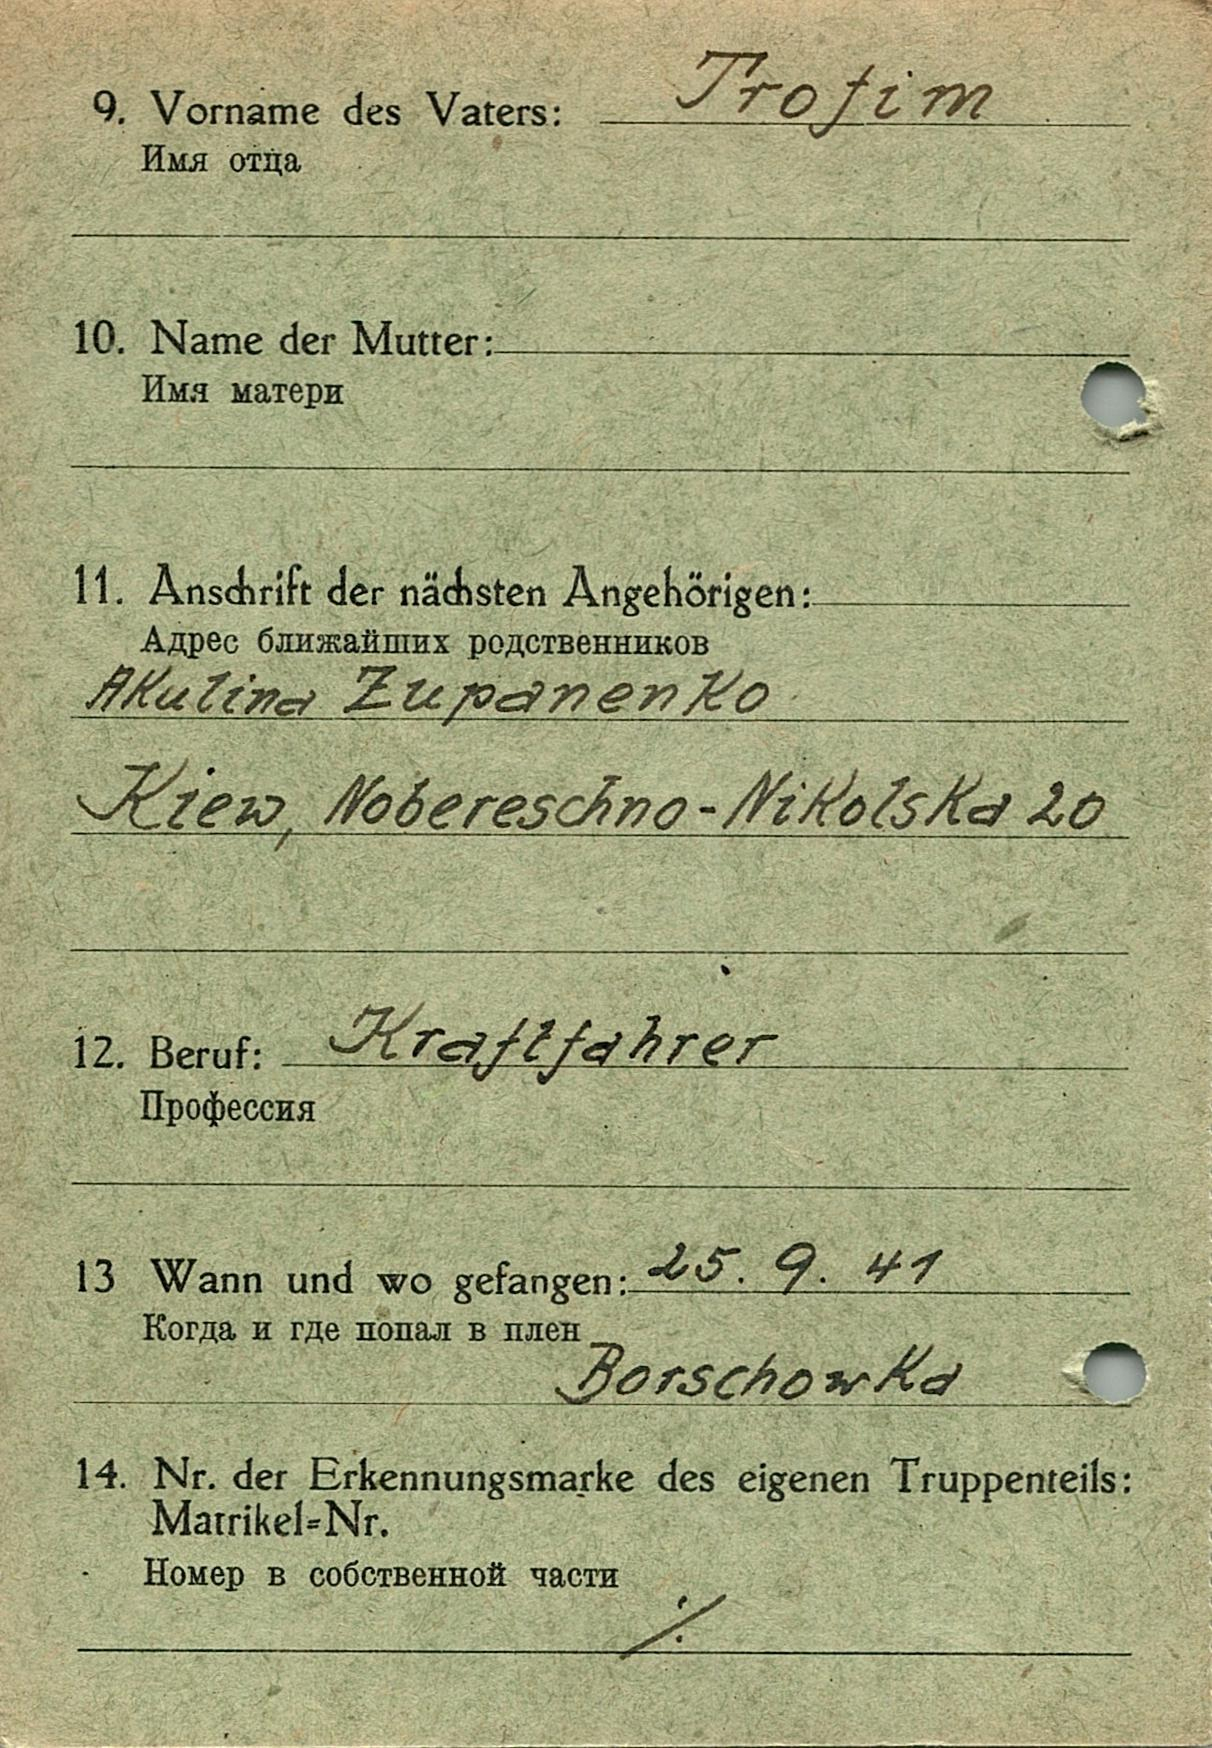 9. Vorname des Vaters: Trofim
Имя отца
10. Name der Mutter:
Имя матери
11. Anschrift der nächsten Angehörigen:
Адрес ближайших родственников
Akulina Zupanenko
Kiew, Nobereschno-Nikolska 20
12. Beruf: Kraftfahrer
Профессия
13 Wann und wo gefangen: 25. 9. 41
Когда и где попал в плен
Borschowka
14. Nr. der Erkennungsmarke des eigenen Truppenteils:
Matrikel=Nr.
Номер в собственной части
./.